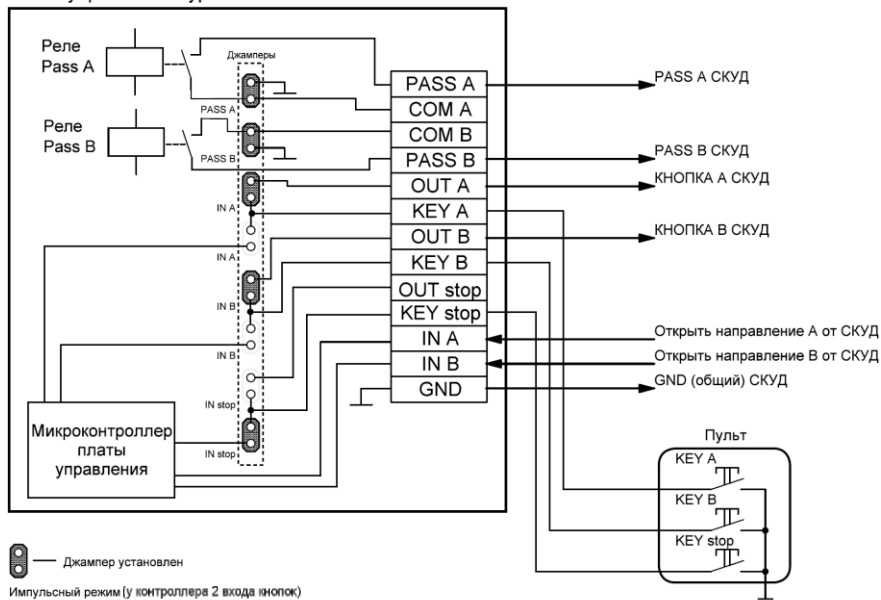 Реле
Pass A
Джамперы
PASS A
Реле
Pass B
PASS B
IN A
IN A
IN B
IN B
IN stop
IN stop
Микроконтроллер
платы
управления
PASS A
COM A
COM B
PASS B
OUT A
KEY A
OUT B
KEY B
OUT stop
KEY stop
IN A
IN B
GND
PASS A СКУД
PASS B СКУД
КНОПКА А СКУД
КНОПКА В СКУД
Открыть направление А от СКУД
Открыть направление В от СКУД
GND (общий) СКУД
Пульт
KEY A
KEY B
KEY stop
Джампер установлен
Импульсный режим (у контроллера 2 входа кнопок)